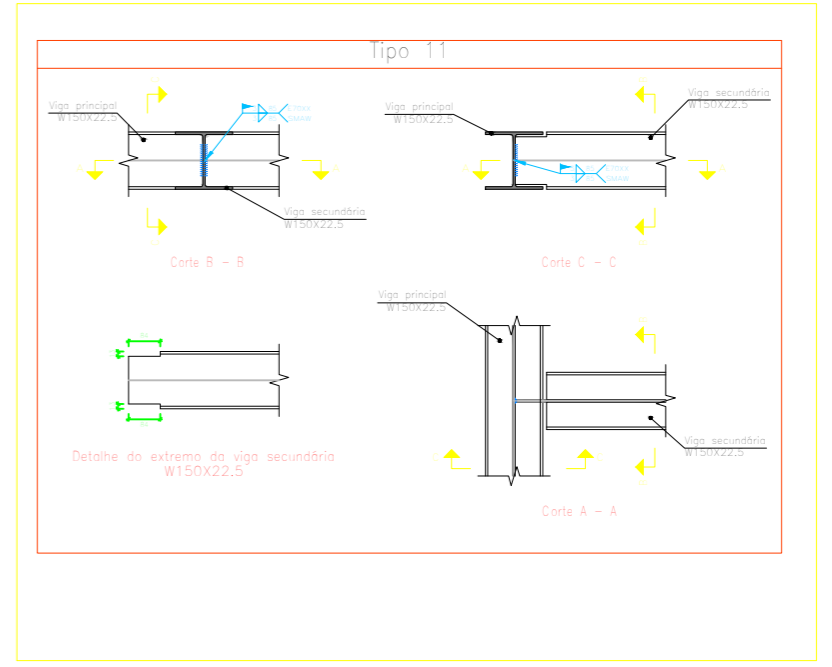 Tipo 11
Viga principal
W150X22.5
Viga secundária
W150X22.5
Corte B - B
Viga principal
W150X22.5
Viga secundária
W150X22.5
Corte C - C
Detalhe do extremo da viga secundária
W150X22.5
Viga principal
W150X22.5
Viga secundária
W150X22.5
Corte A - A